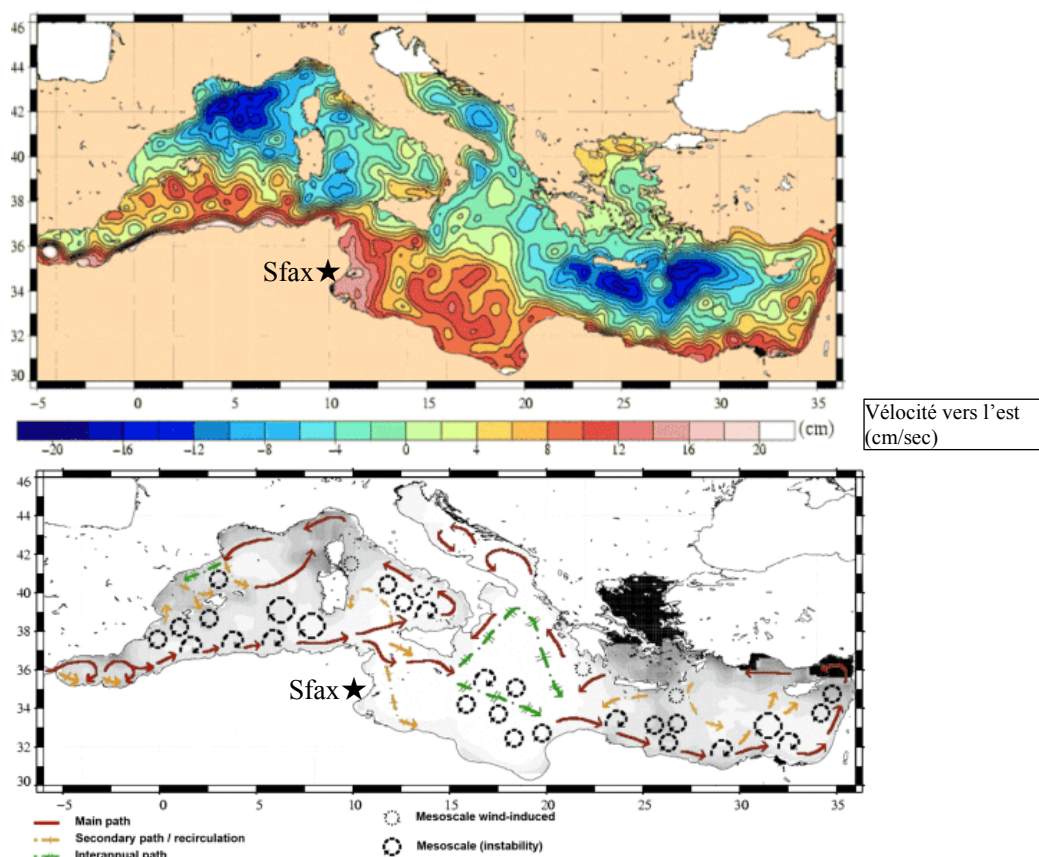 46
44
42
40
38
36
34
32
30
Sfax
−5 0 5 10 15 20 25 30 35
−20 −16 −12 −8 −4 0 4 8 12 16 20 (cm)
Vélocité vers l’est
(cm/sec)
46
44
42
40
38
36
34
32
30
Sfax
−5 0 5 10 15 20 25 30 35
Main path
Secondary path / recirculation
Interannual path
Mesoscale wind-induced
Mesoscale (instability)